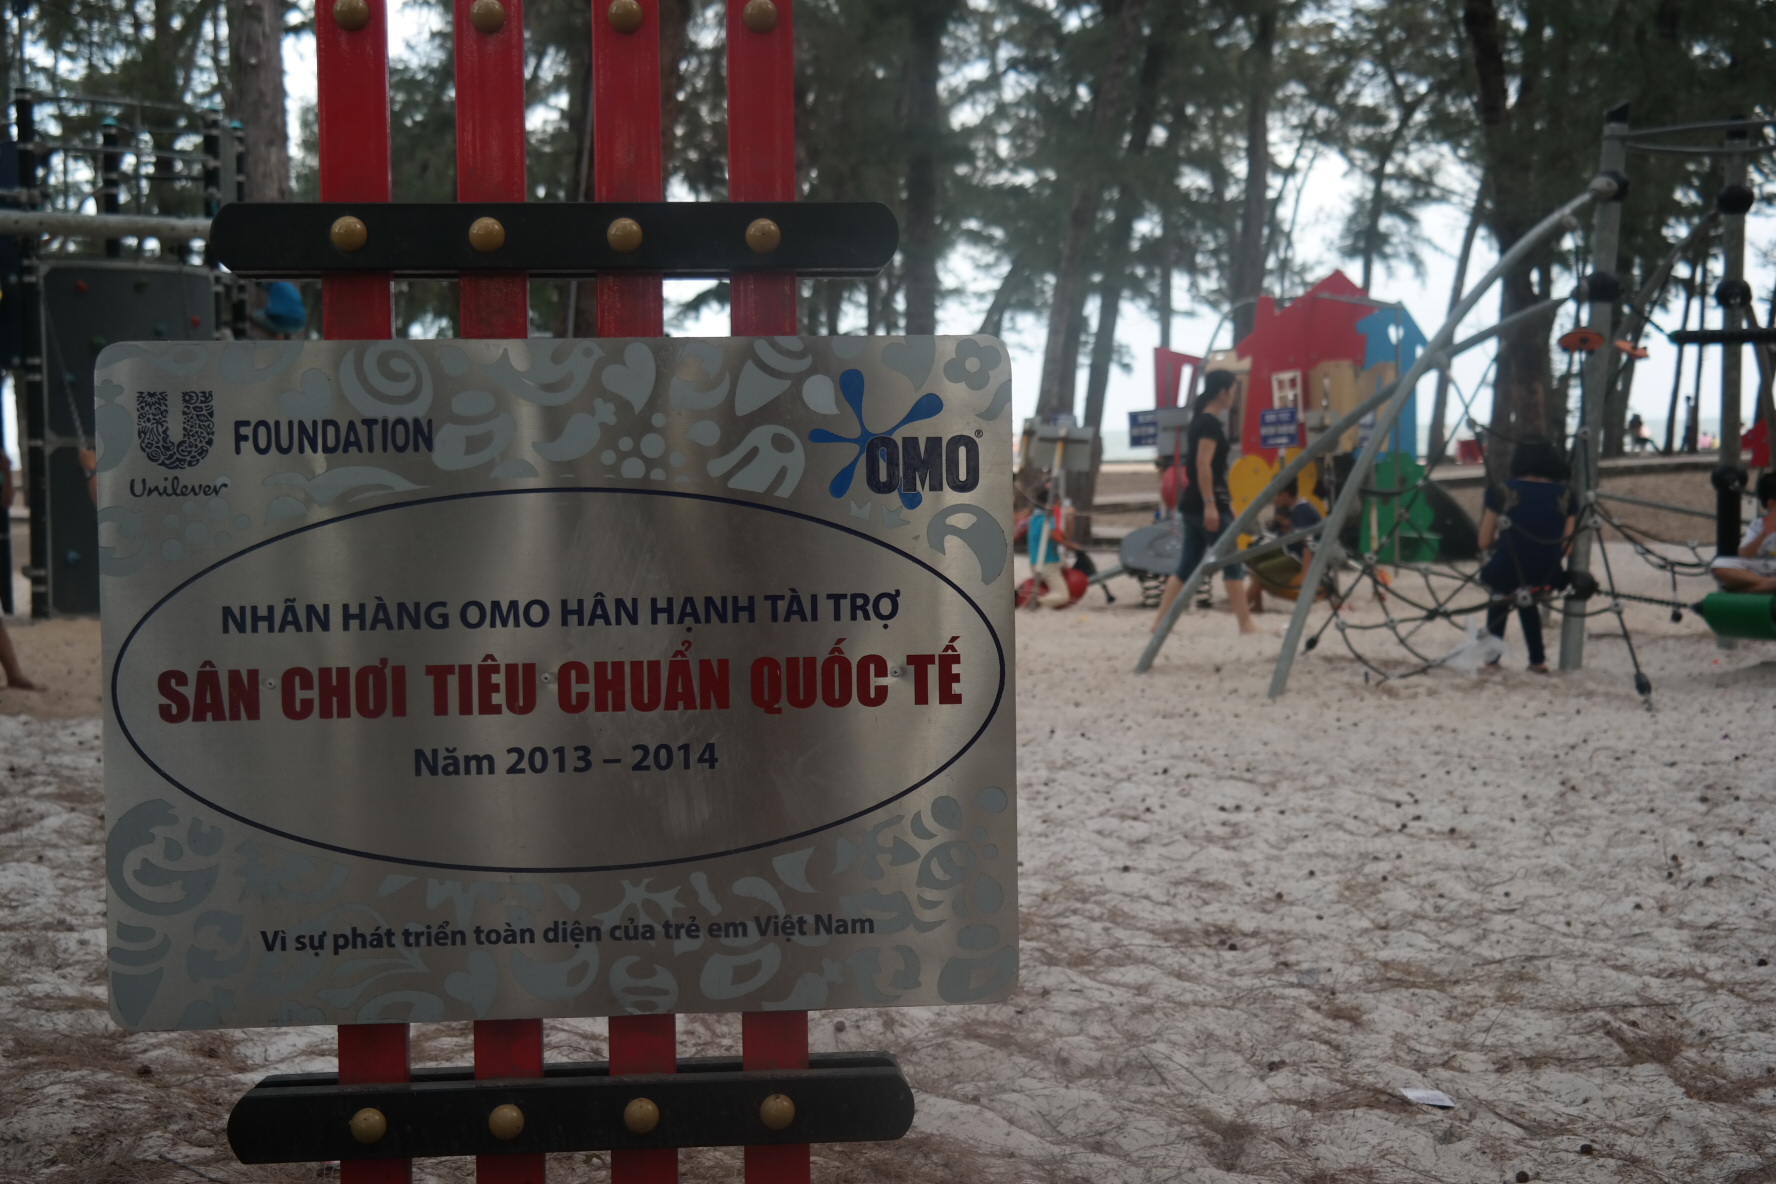 FOUNDATION
Unilever
OMO®
NHÃN HÀNG OMO HÂN HẠNH TÀI TRỢ
SÂN CHƠI TIÊU CHUẨN QUỐC TẾ
Năm 2013 – 2014
Vì sự phát triển toàn diện của trẻ em Việt Nam